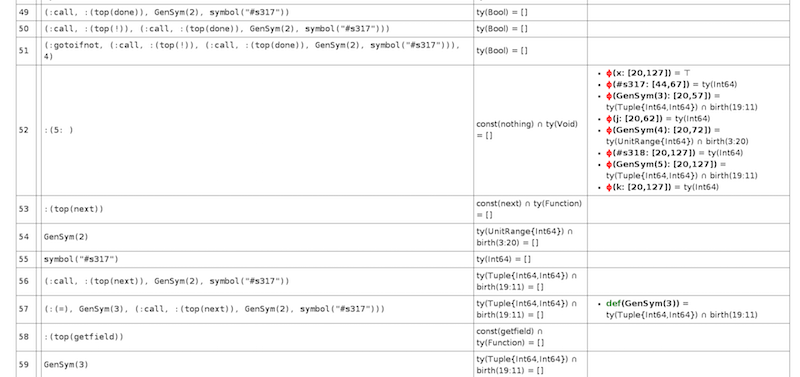 49 (:call, :(top(done)), GenSym(2), symbol("#s317")) ty(Bool) = []
50 (:call, :(top(!)), (:call, :(top(done)), GenSym(2), symbol("#s317"))) ty(Bool) = []
51 (:gotoifnot, (:call, :(top(!)), (:call, :(top(done)), GenSym(2), symbol("#s317"))), ty(Bool) = []
4)
52 :(5: ) const(nothing) ∩ ty(Void)
= []
• ϕ(x: [20,127]) = ⊤
• ϕ(#s317: [44,67]) = ty(Int64)
• ϕ(GenSym(3): [20,57]) =
ty(Tuple{Int64,Int64}) ∩ birth(19:11)
• ϕ(j: [20,62]) = ty(Int64)
• ϕ(GenSym(4): [20,72]) =
ty(UnitRange{Int64}) ∩ birth(3:20)
• ϕ(#s318: [20,127]) = ty(Int64)
• ϕ(GenSym(5): [20,127]) =
ty(Tuple{Int64,Int64}) ∩ birth(19:11)
• ϕ(k: [20,127]) = ty(Int64)
53 :(top(next)) const(next) ∩ ty(Function)
= []
54 GenSym(2) ty(UnitRange{Int64}) ∩
birth(3:20) = []
55 symbol("#s317") ty(Int64) = []
56 (:call, :(top(next)), GenSym(2), symbol("#s317")) ty(Tuple{Int64,Int64}) ∩
birth(19:11) = []
57 (:(=), GenSym(3), (:call, :(top(next)), GenSym(2), symbol("#s317"))) ty(Tuple{Int64,Int64}) ∩
birth(19:11) = []
• def(GenSym(3)) =
ty(Tuple{Int64,Int64}) ∩ birth(19:11)
58 :(top(getfield)) const(getfield) ∩
ty(Function) = []
59 GenSym(3) ty(Tuple{Int64,Int64}) ∩
birth(19:11) = []